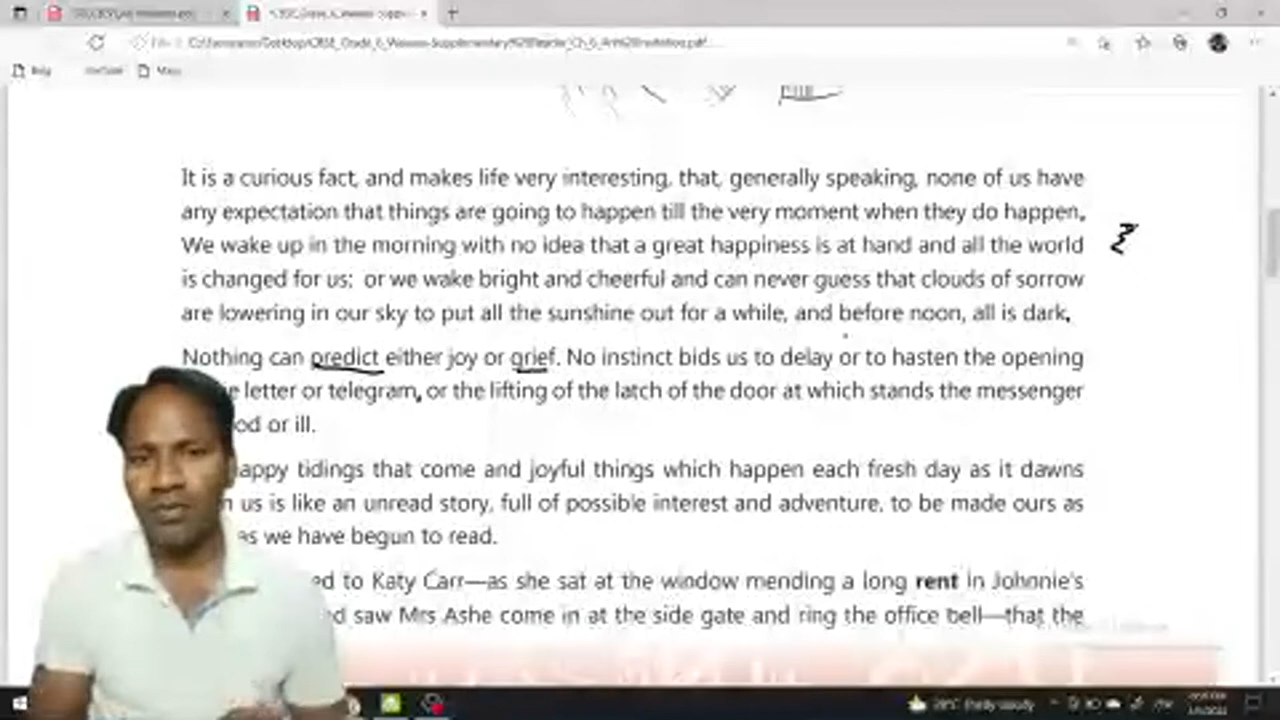 It is a curious fact, and makes life very interesting, that, generally speaking, none of us have
any expectation that things are going to happen till the very moment when they do happen.
We wake up in the morning with no idea that a great happiness is at hand and all the world
is changed for us; or we wake bright and cheerful and can never guess that clouds of sorrow
are lowering in our sky to put all the sunshine out for a while, and before noon, all is dark.
Nothing can predict either joy or grief. No instinct bids us to delay or to hasten the opening
letter or telegram, or the lifting of the latch of the door at which stands the messenger
or ill.
tidings that come and joyful things which happen each fresh day as it dawns
us is like an unread story, full of possible interest and adventure, to be made ours as
as we have begun to read.
to Katy Carr—as she sat at the window mending a long rent in Johnie's
saw Mrs Ashe come in at the side gate and ring the office bell—that the